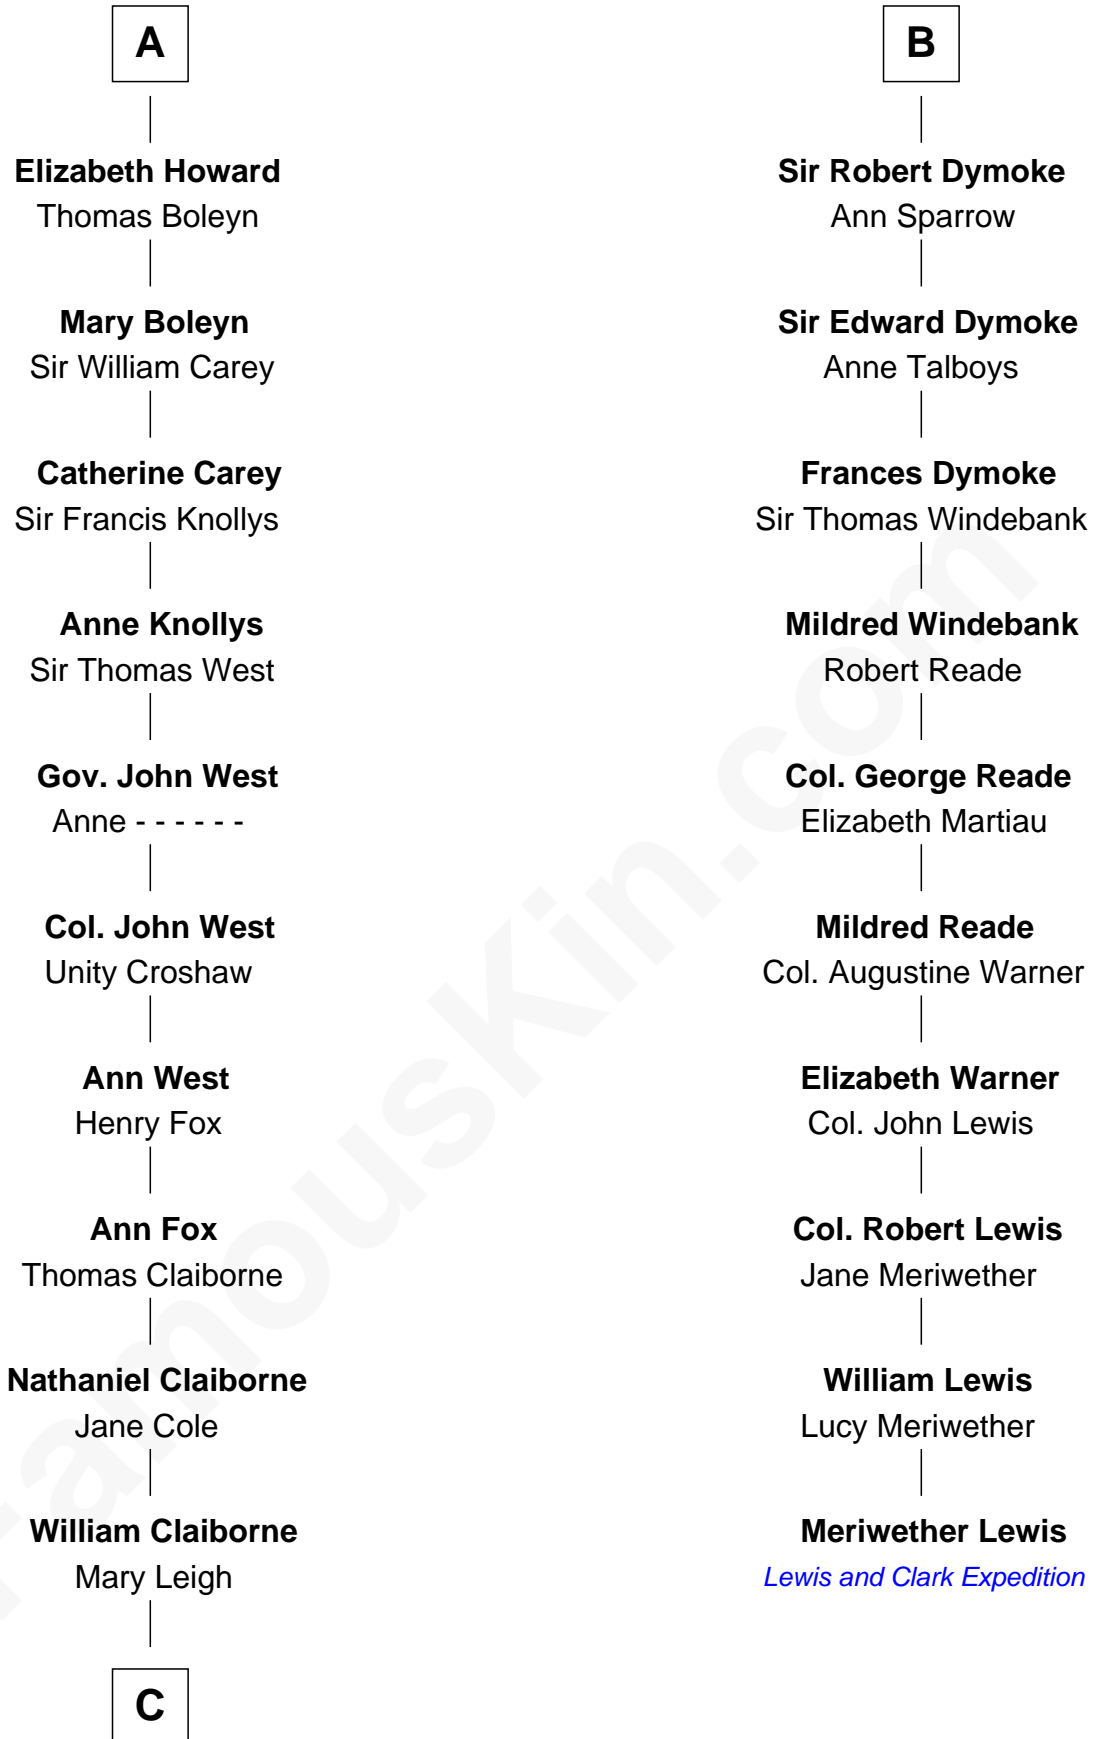 A
Elizabeth Howard
Thomas Boleyn
Mary Boleyn
Sir William Carey
Catherine Carey
Sir Francis Knollys
Anne Knollys
Sir Thomas West
Gov. John West
Anne - - - - - -
Col. John West
Unity Croshaw
Ann West
Henry Fox
Ann Fox
Thomas Claiborne
Nathaniel Claiborne
Jane Cole
William Claiborne
Mary Leigh
C
B
Sir Robert Dymoke
Ann Sparrow
Sir Edward Dymoke
Anne Talboys
Frances Dymoke
Sir Thomas Windebank
Mildred Windebank
Robert Reade
Col. George Reade
Elizabeth Martiau
Mildred Reade
Col. Augustine Warner
Elizabeth Warner
Col. John Lewis
Col. Robert Lewis
Jane Meriwether
William Lewis
Lucy Meriwether
Meriwether Lewis
Lewis and Clark Expedition
FamousKin.com